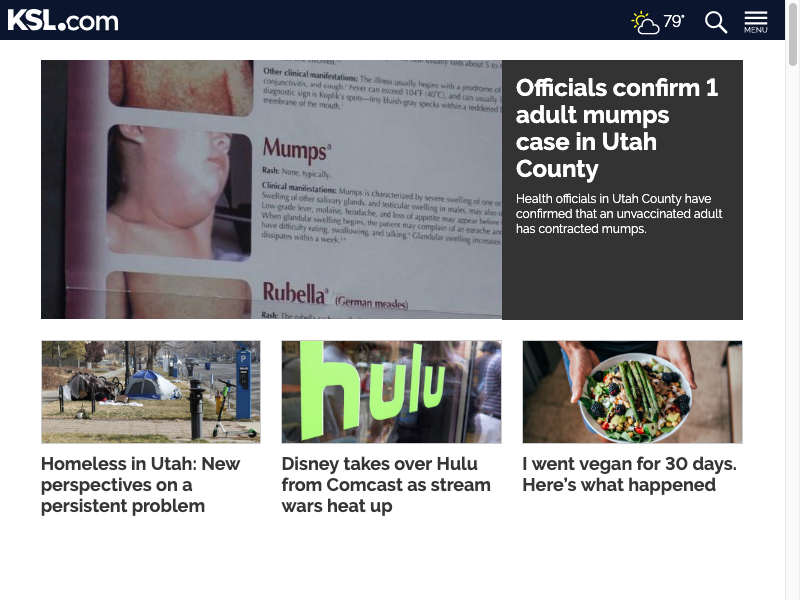 KSL.com
79°
MENU
Other clinical manifestations: The illness usually begins with a prodrome of
conjunctivitis, and cough. Fever can exceed 104°F (40°C), and can usually l
diagnostic sign is Koplik's spots—tiny bluish-gray specks within a reddened
membrane of the mouth.
Mumps
Rash: None, typically.
Clinical manifestations: Mumps is characterized by severe swelling of one or
Swelling of other salivary glands, and testicular swelling in males, may also o
Low-grade fever, malaise, headache, and loss of appetite may appear before
When glandular swelling begins, the patient may complain of an earache and
have difficulty eating, swallowing, and talking. Glandular swelling increases
dissipates within a week.
Rubella (German measles)
Rash: The rubella
Officials confirm 1
adult mumps
case in Utah
County
Health officials in Utah County have
confirmed that an unvaccinated adult
has contracted mumps.
P
hulu
Homeless in Utah: New
perspectives on a
persistent problem
Disney takes over Hulu
from Comcast as stream
wars heat up
I went vegan for 30 days.
Here's what happened